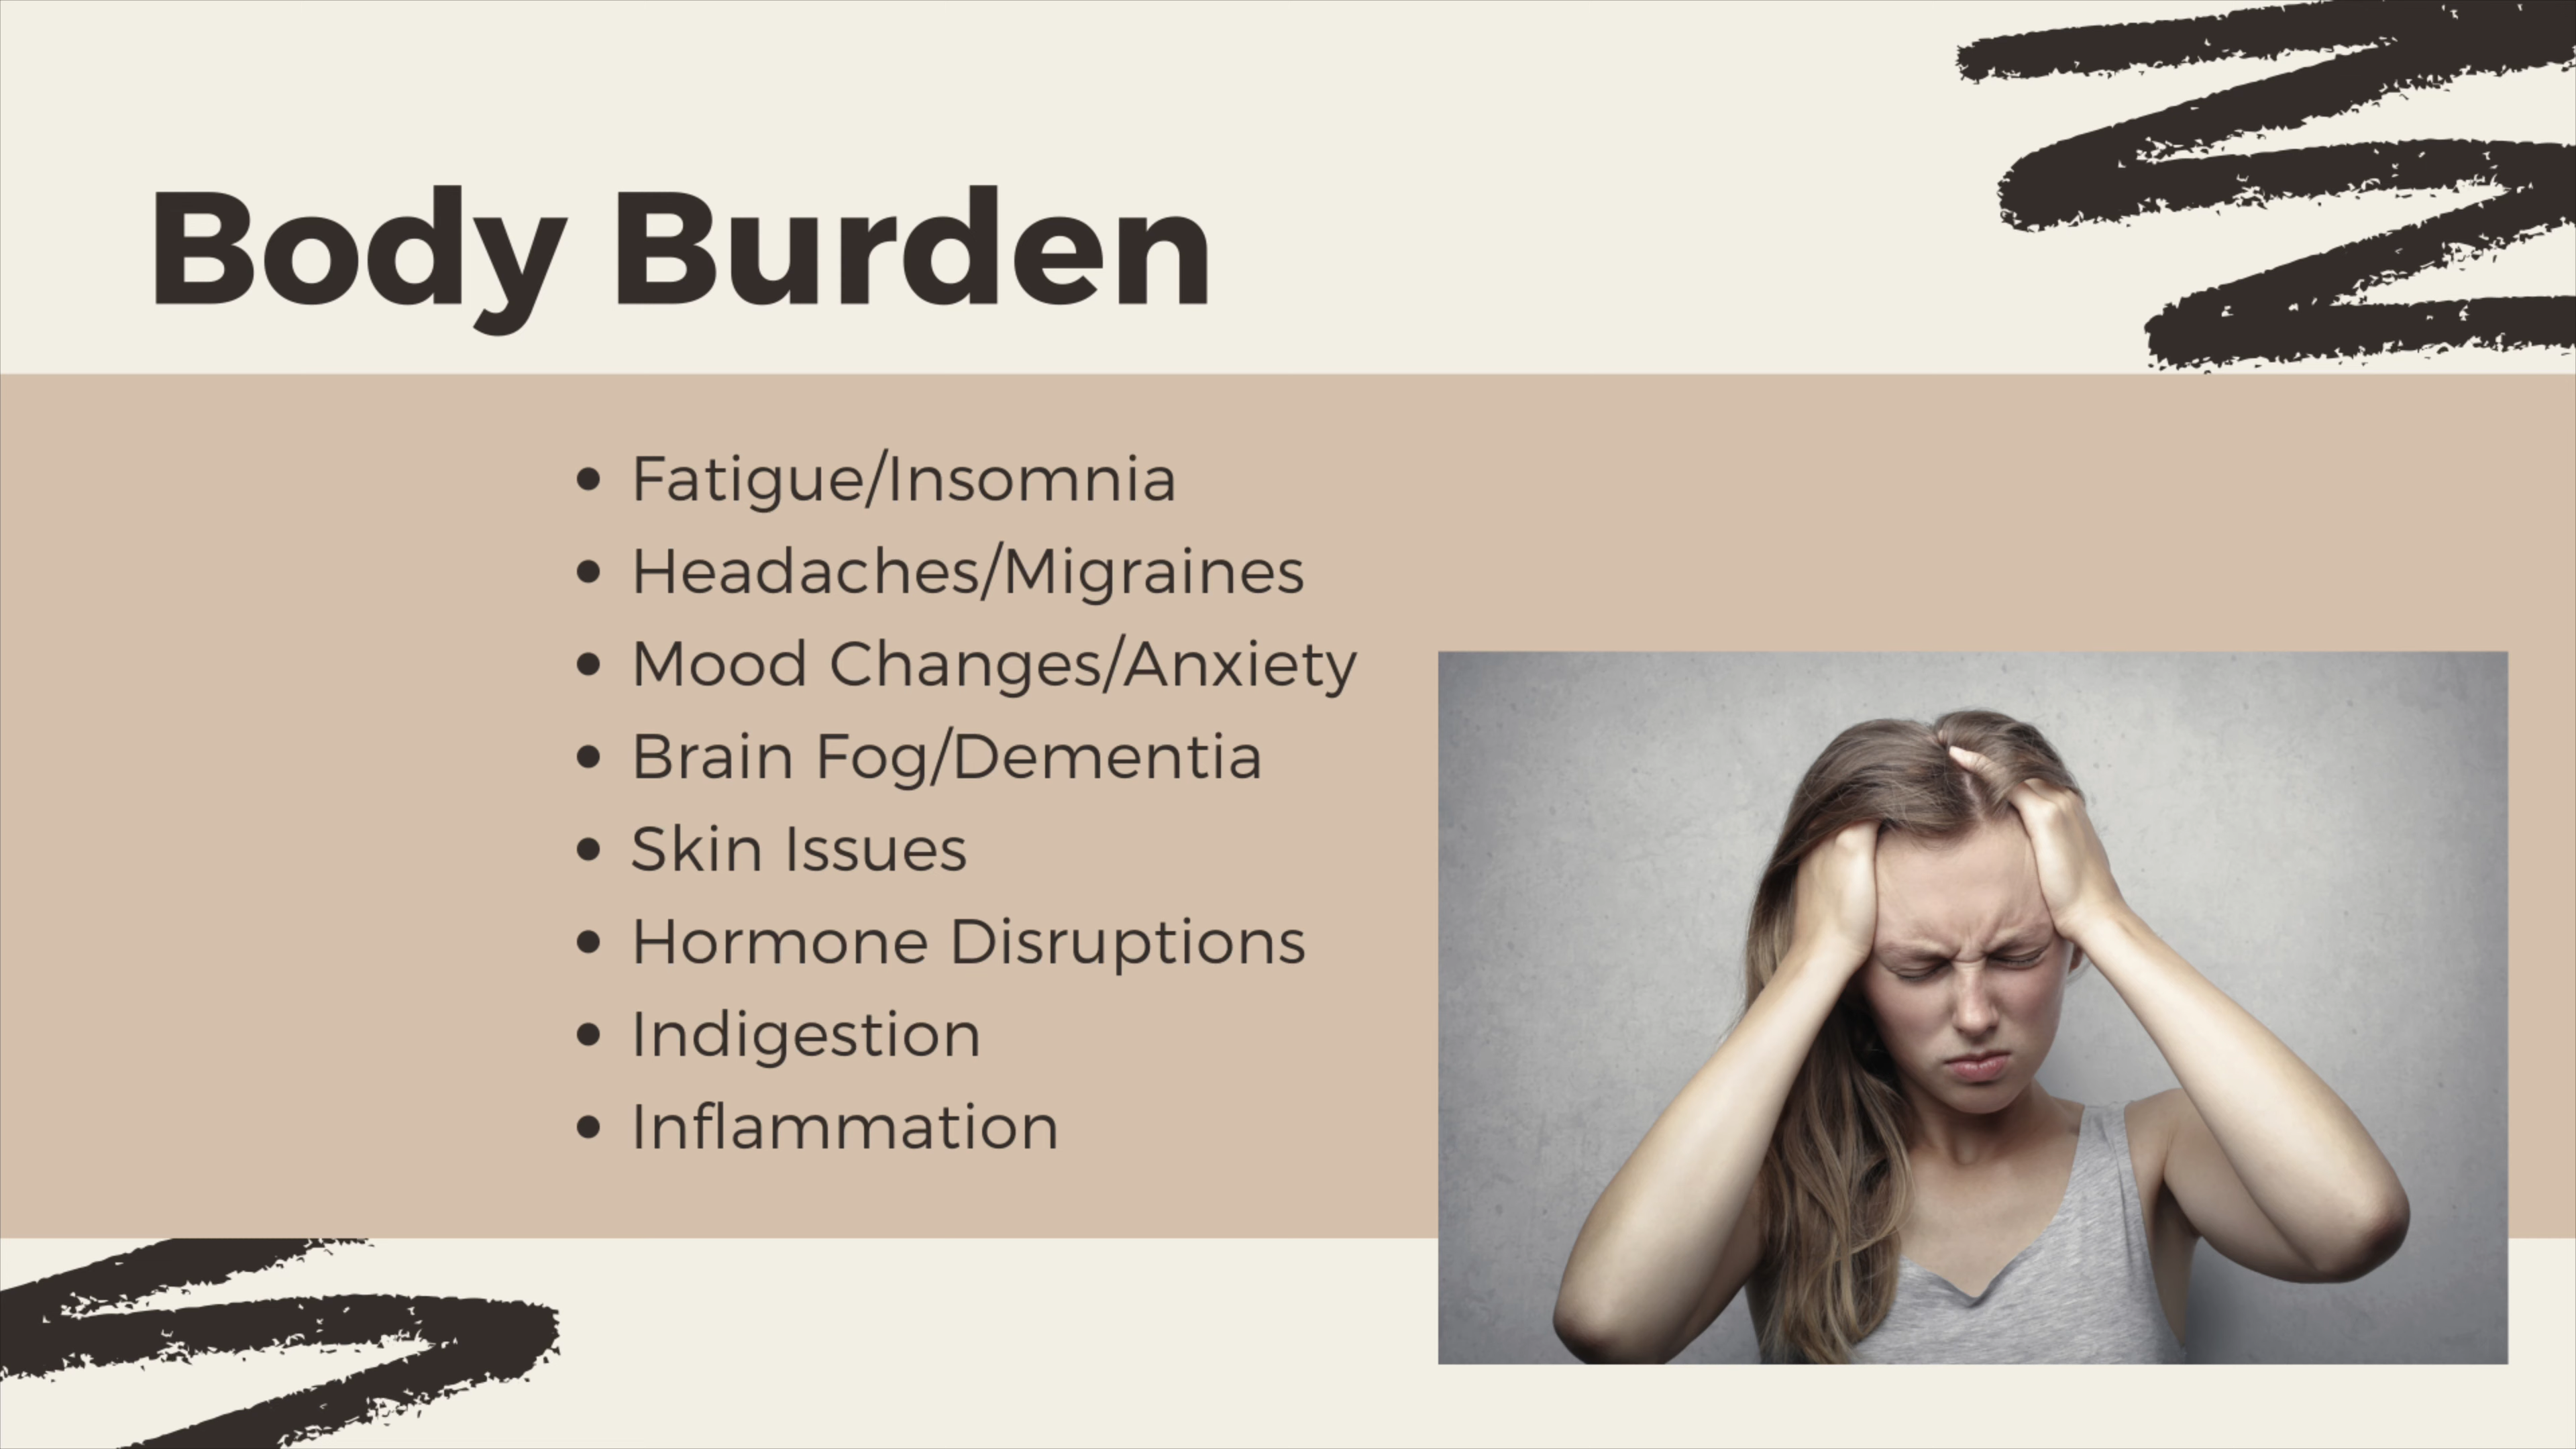 Body Burden
• Fatigue/Insomnia
• Headaches/Migraines
• Mood Changes/Anxiety
• Brain Fog/Dementia
• Skin Issues
• Hormone Disruptions
• Indigestion
• Inflammation